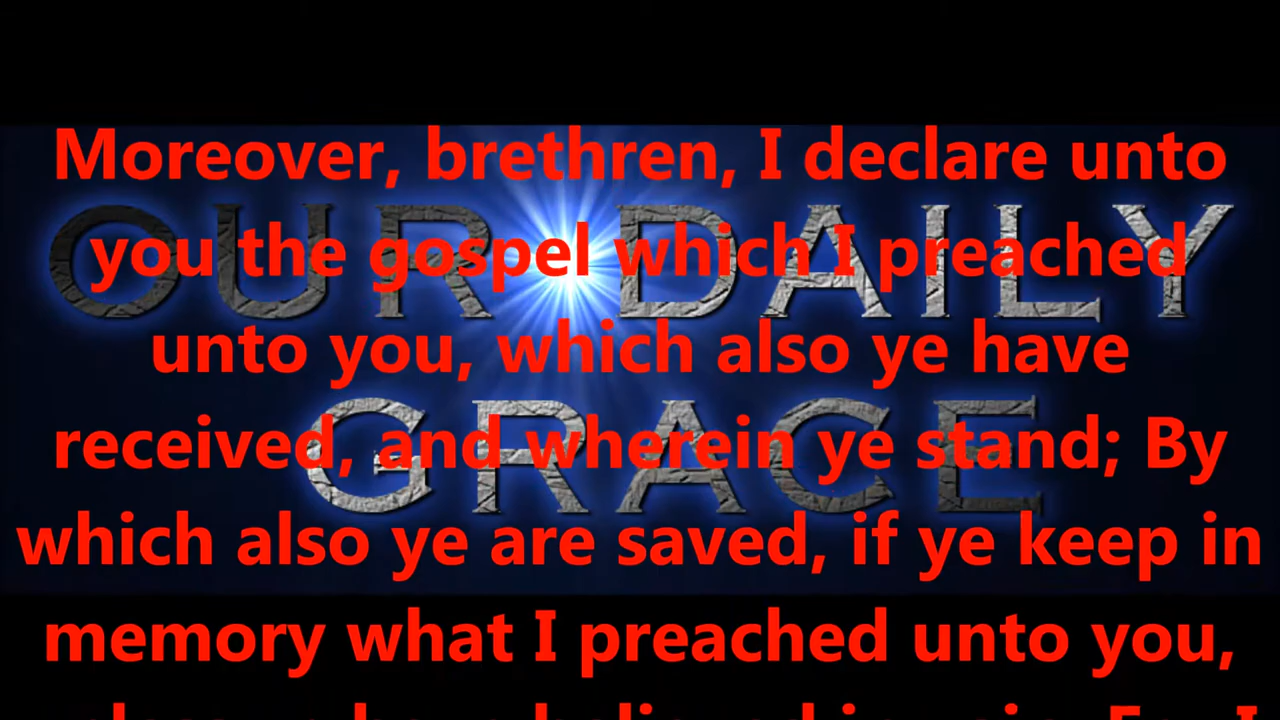 Moreover, brethren, I declare unto
OUR DAILY
you the gospel which I preached
unto you, which also ye have
GRACE
received, and wherein ye stand; By
which also ye are saved, if ye keep in
memory what I preached unto you,